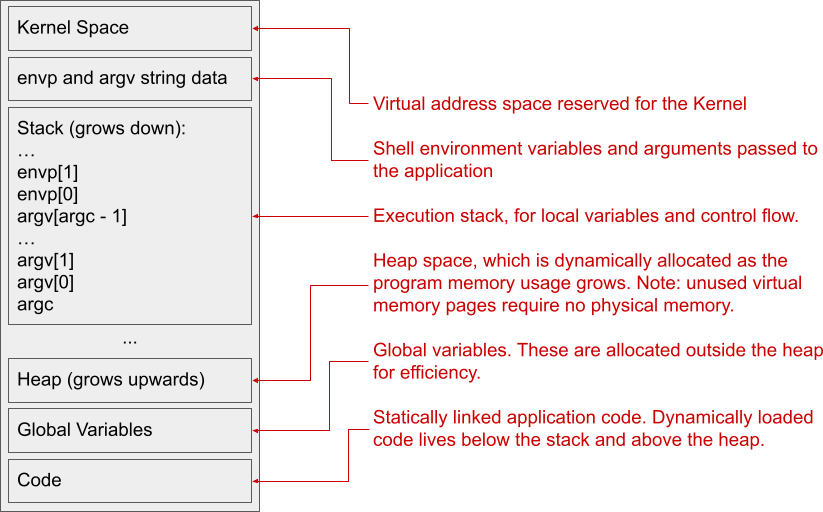 Kernel Space
envp and argv string data
Stack (grows down):
…
envp[1]
envp[0]
argv[argc - 1]
…
argv[1]
argv[0]
argc
...
Heap (grows upwards)
Global Variables
Code
Virtual address space reserved for the Kernel
Shell environment variables and arguments passed to
the application
Execution stack, for local variables and control flow.
Heap space, which is dynamically allocated as the
program memory usage grows. Note: unused virtual
memory pages require no physical memory.
Global variables. These are allocated outside the heap
for efficiency.
Statically linked application code. Dynamically loaded
code lives below the stack and above the heap.